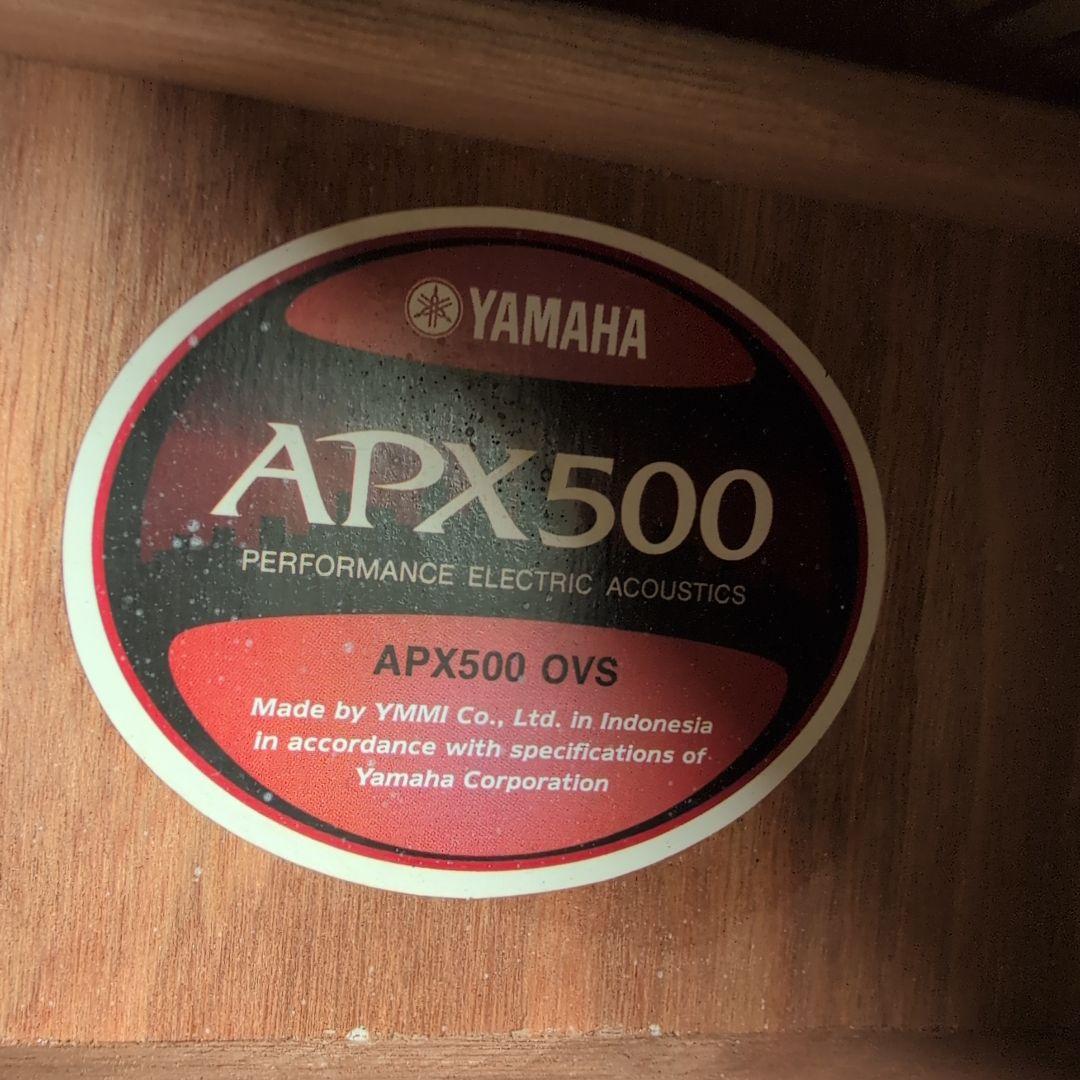 YAMAHA
APX500
PERFORMANCE ELECTRIC ACOUSTICS
APX500 OVS
Made by YMMI Co., Ltd. in Indonesia
in accordance with specifications of
Yamaha Corporation